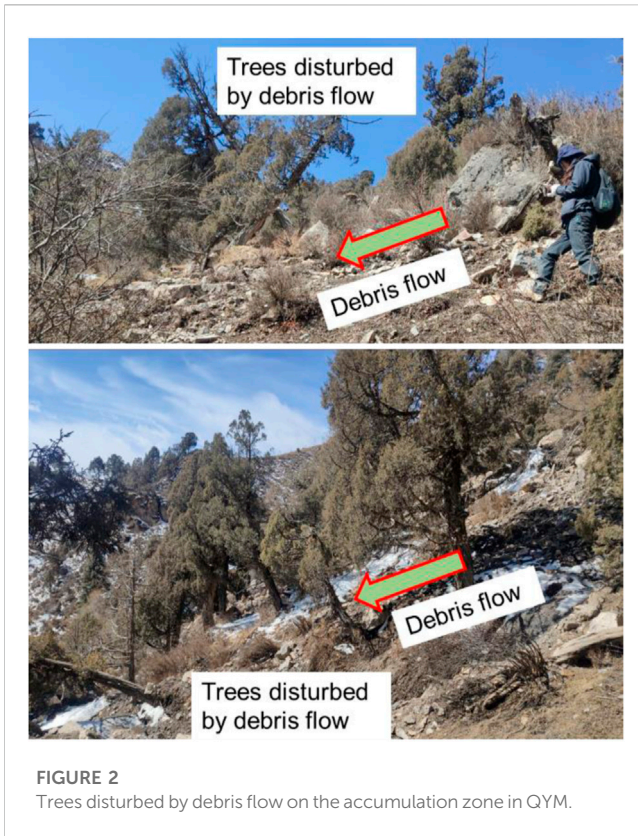 Trees disturbed
by debris flow
Debris flow
Debris flow
Trees disturbed
by debris flow
FIGURE 2
Trees disturbed by debris flow on the accumulation zone in QYM.